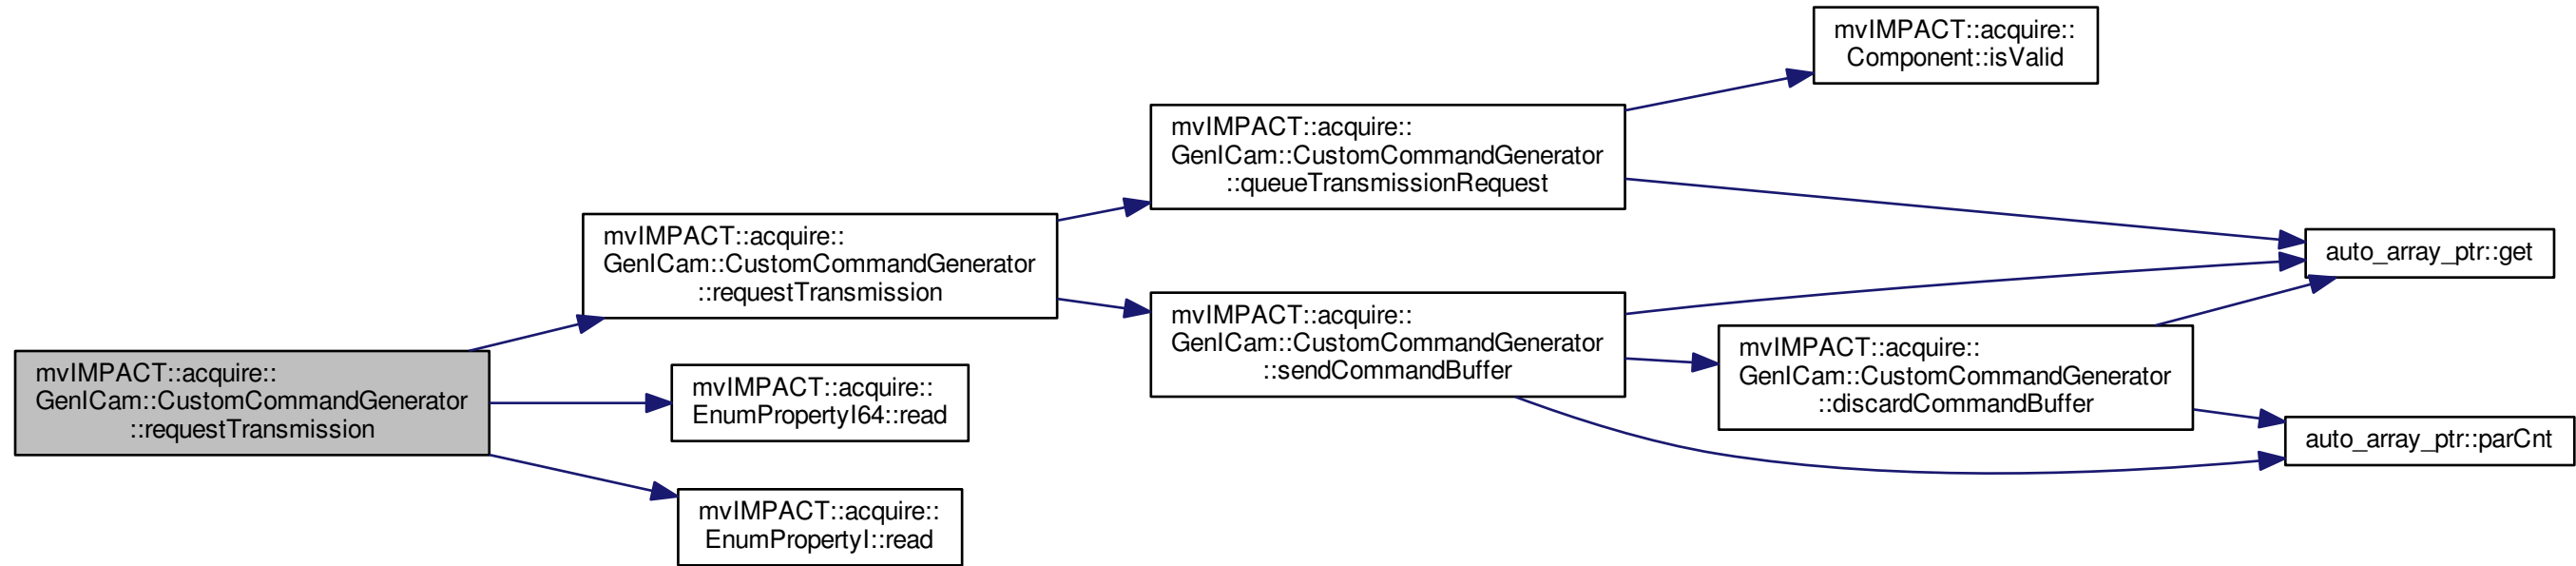 mvIMPACT::acquire::
Component::isValid
mvIMPACT::acquire::
GenICam::CustomCommandGenerator
::queueTransmissionRequest
mvIMPACT::acquire::
GenICam::CustomCommandGenerator
::requestTransmission
auto_array_ptr::get
mvIMPACT::acquire::
GenICam::CustomCommandGenerator
::sendCommandBuffer
mvIMPACT::acquire::
GenICam::CustomCommandGenerator
::discardCommandBuffer
mvIMPACT::acquire::
GenICam::CustomCommandGenerator
::requestTransmission
mvIMPACT::acquire::
EnumPropertyI64::read
auto_array_ptr::parCnt
mvIMPACT::acquire::
EnumPropertyI::read